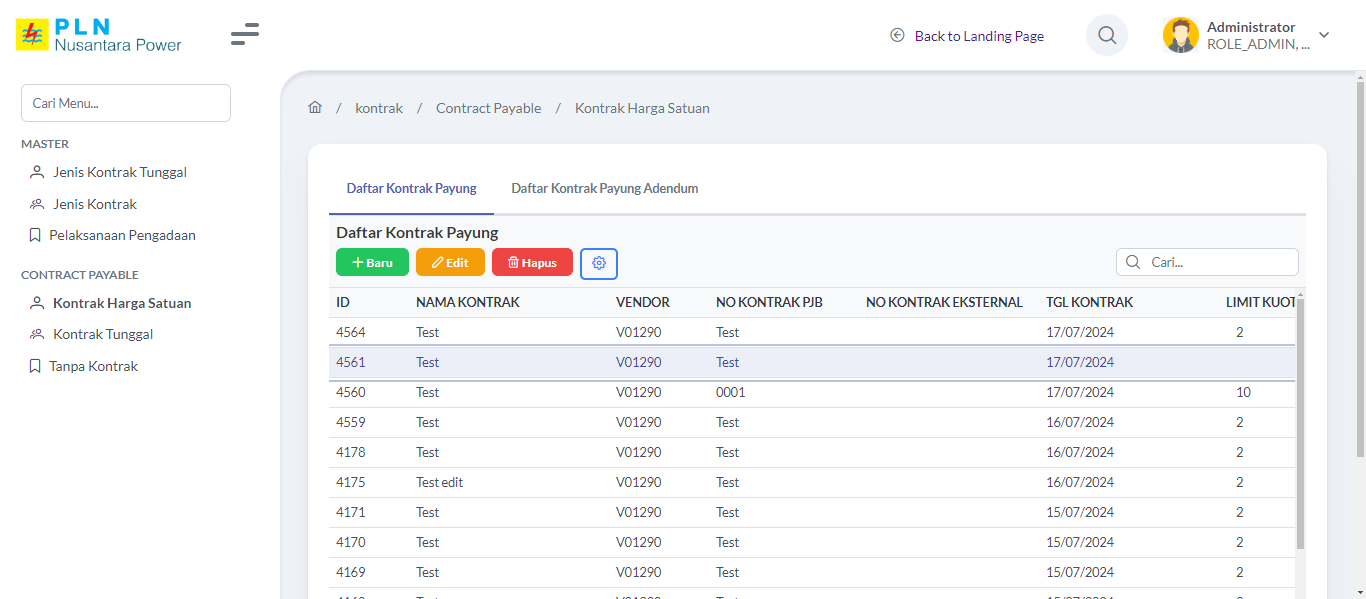 PLN
Nusantara Power
Back to Landing Page
Administrator
ROLE_ADMIN, ...
Cari Menu...
MASTER
Jenis Kontrak Tunggal
Jenis Kontrak
Pelaksanaan Pengadaan
CONTRACT PAYABLE
Kontrak Harga Satuan
Kontrak Tunggal
Tanpa Kontrak
/ kontrak / Contract Payable / Kontrak Harga Satuan
Daftar Kontrak Payung Daftar Kontrak Payung Adendum
Daftar Kontrak Payung
Baru Edit Hapus Cari...
ID NAMA KONTRAK VENDOR NO KONTRAK PJB NO KONTRAK EKSTERNAL TGL KONTRAK LIMIT KUOT
4564 Test V01290 Test 17/07/2024 2
4561 Test V01290 Test 17/07/2024
4560 Test V01290 0001 17/07/2024 10
4559 Test V01290 Test 16/07/2024 2
4178 Test V01290 Test 16/07/2024 2
4175 Test edit V01290 Test 16/07/2024 2
4171 Test V01290 Test 15/07/2024 2
4170 Test V01290 Test 15/07/2024 2
4169 Test V01290 Test 15/07/2024 2